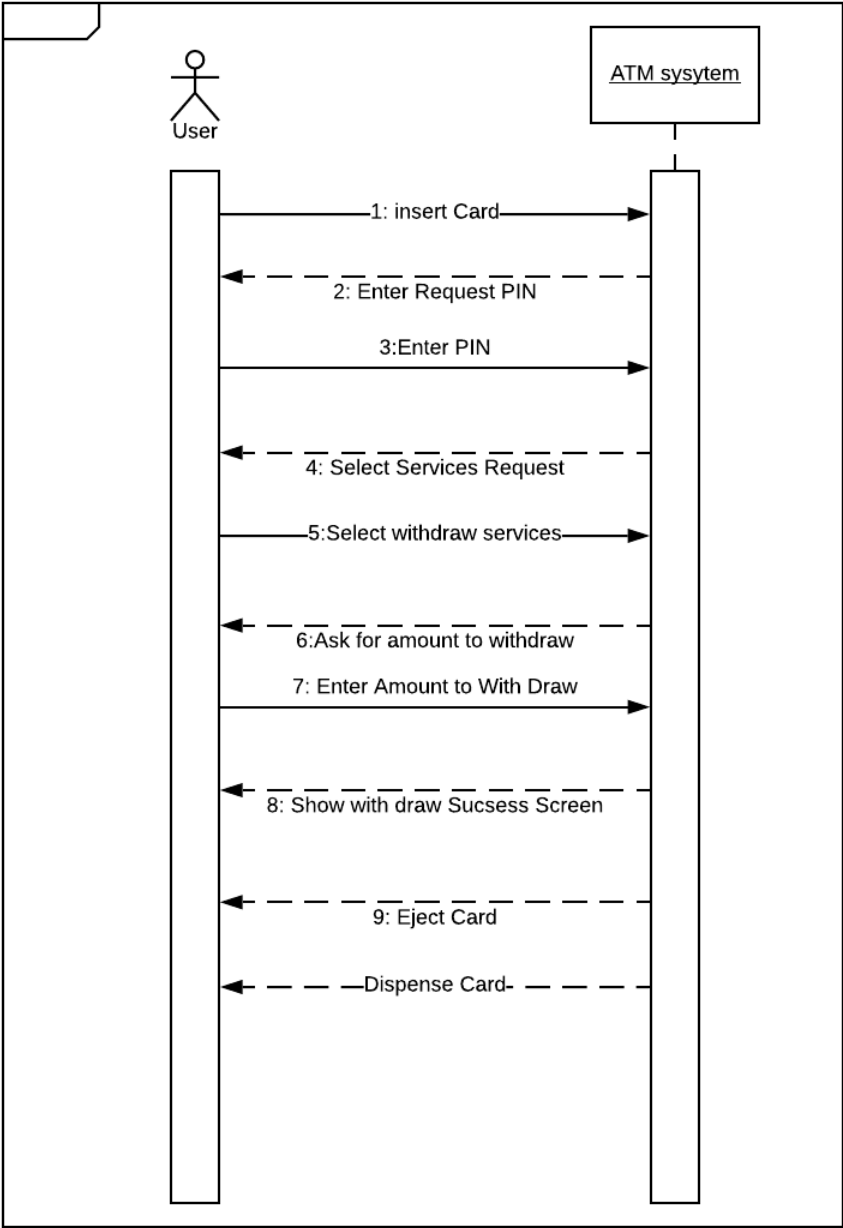 User
ATM sysytem
1: insert Card
2: Enter Request PIN
3:Enter PIN
4: Select Services Request
5:Select withdraw services
6:Ask for amount to withdraw
7: Enter Amount to With Draw
8: Show with draw Sucsess Screen
9: Eject Card
Dispense Card